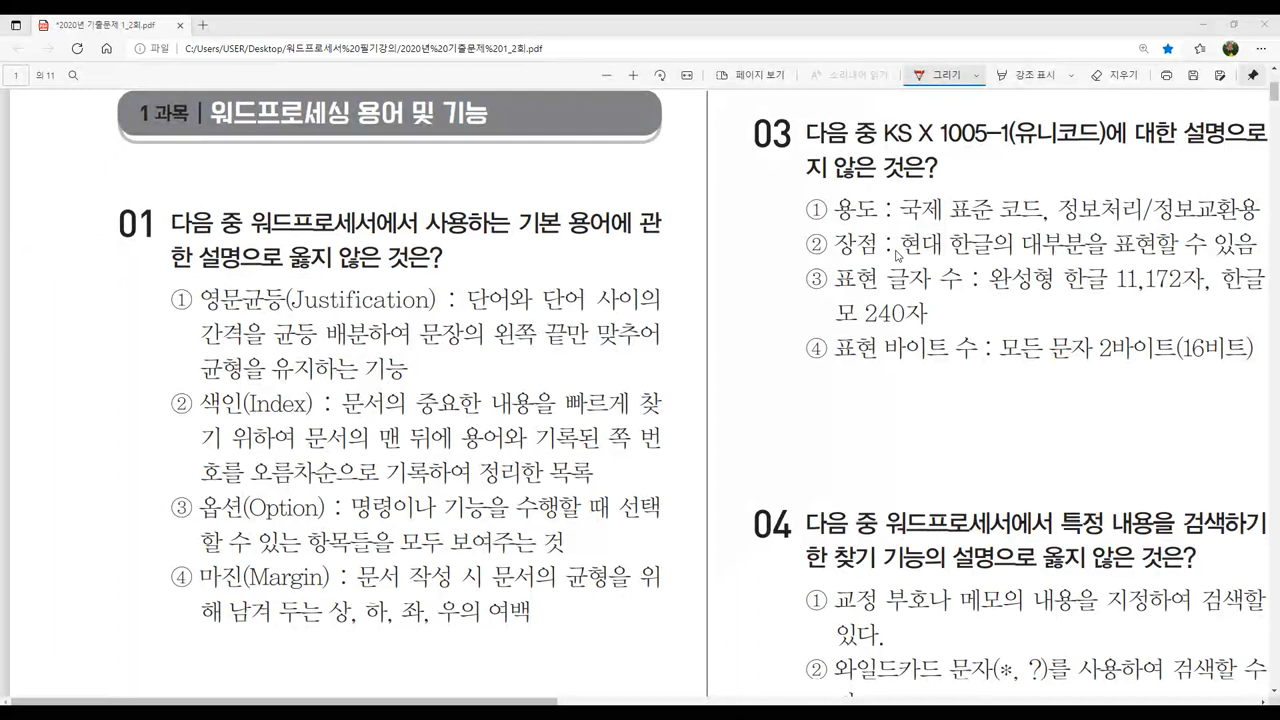 *2020년 기출문제 1_2회.pdf
파일
C:/Users/USER/Desktop/워드프로세서%20필기강의/2020년%20기출문제%201_2회.pdf
1 의 11
페이지 보기
소리내어 읽기
그리기
강조 표시
지우기
1 과목 | 워드프로세싱 용어 및 기능
01 다음 중 워드프로세서에서 사용하는 기본 용어에 관
한 설명으로 옳지 않은 것은?
① 영문균등(Justification) : 단어와 단어 사이의
간격을 균등 배분하여 문장의 왼쪽 끝만 맞추어
균형을 유지하는 기능
② 색인(Index) : 문서의 중요한 내용을 빠르게 찾
기 위하여 문서의 맨 뒤에 용어와 기록된 쪽 번
호를 오름차순으로 기록하여 정리한 목록
③ 옵션(Option) : 명령이나 기능을 수행할 때 선택
할 수 있는 항목들을 모두 보여주는 것
④ 마진(Margin) : 문서 작성 시 문서의 균형을 위
해 남겨 두는 상, 하, 좌, 우의 여백
03 다음 중 KS X 1005-1(유니코드)에 대한 설명으로
지 않은 것은?
① 용도 : 국제 표준 코드, 정보처리/정보교환용
② 장점 : 현대 한글의 대부분을 표현할 수 있음
③ 표현 글자 수 : 완성형 한글 11,172자, 한글
모 240자
④ 표현 바이트 수 : 모든 문자 2바이트(16비트)
04 다음 중 워드프로세서에서 특정 내용을 검색하기
한 찾기 기능의 설명으로 옳지 않은 것은?
① 교정 부호나 메모의 내용을 지정하여 검색할
있다.
② 와일드카드 문자(*, ?)를 사용하여 검색할 수